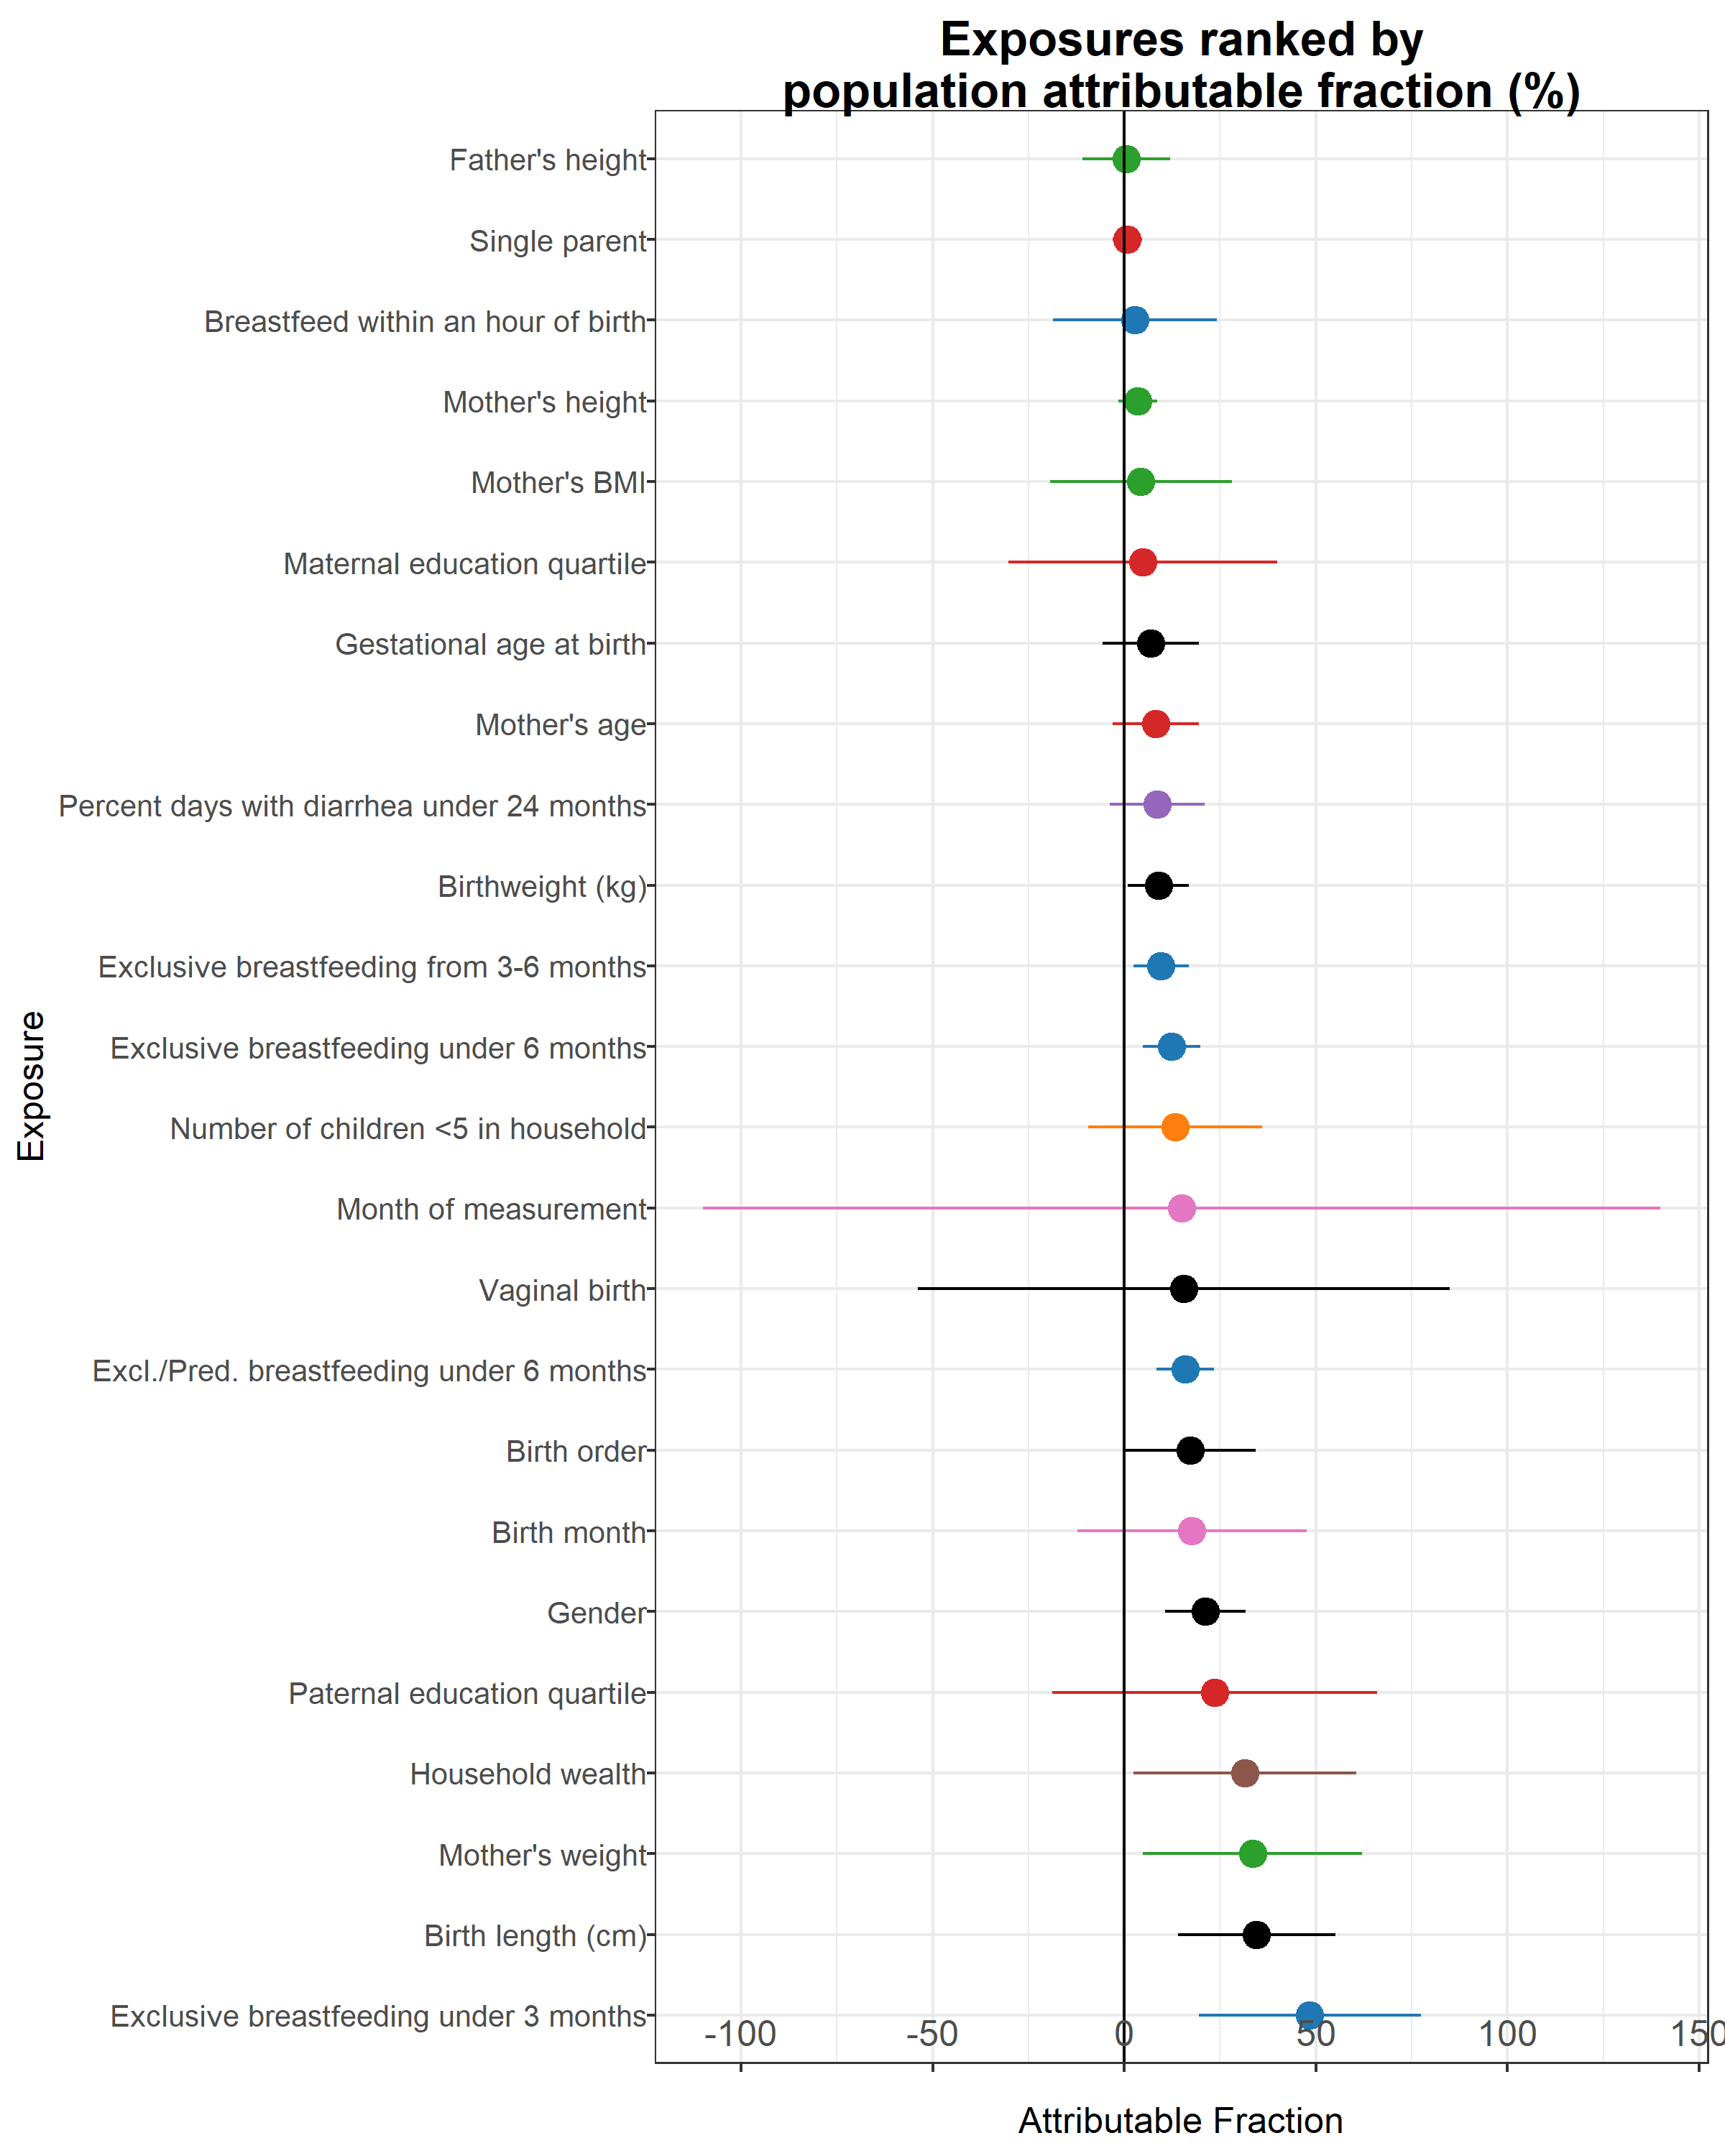 Exposures ranked by
population attributable fraction (%)
Father's height
Single parent
Breastfeed within an hour of birth
Mother's height
Mother's BMI
Maternal education quartile
Gestational age at birth
Mother's age
Percent days with diarrhea under 24 months
Birthweight (kg)
Exclusive breastfeeding from 3-6 months
Exclusive breastfeeding under 6 months
Number of children <5 in household
Month of measurement
Vaginal birth
Excl./Pred. breastfeeding under 6 months
Birth order
Birth month
Gender
Paternal education quartile
Household wealth
Mother's weight
Birth length (cm)
Exclusive breastfeeding under 3 months
Exposure
-100 -50 0 50 100 150
Attributable Fraction